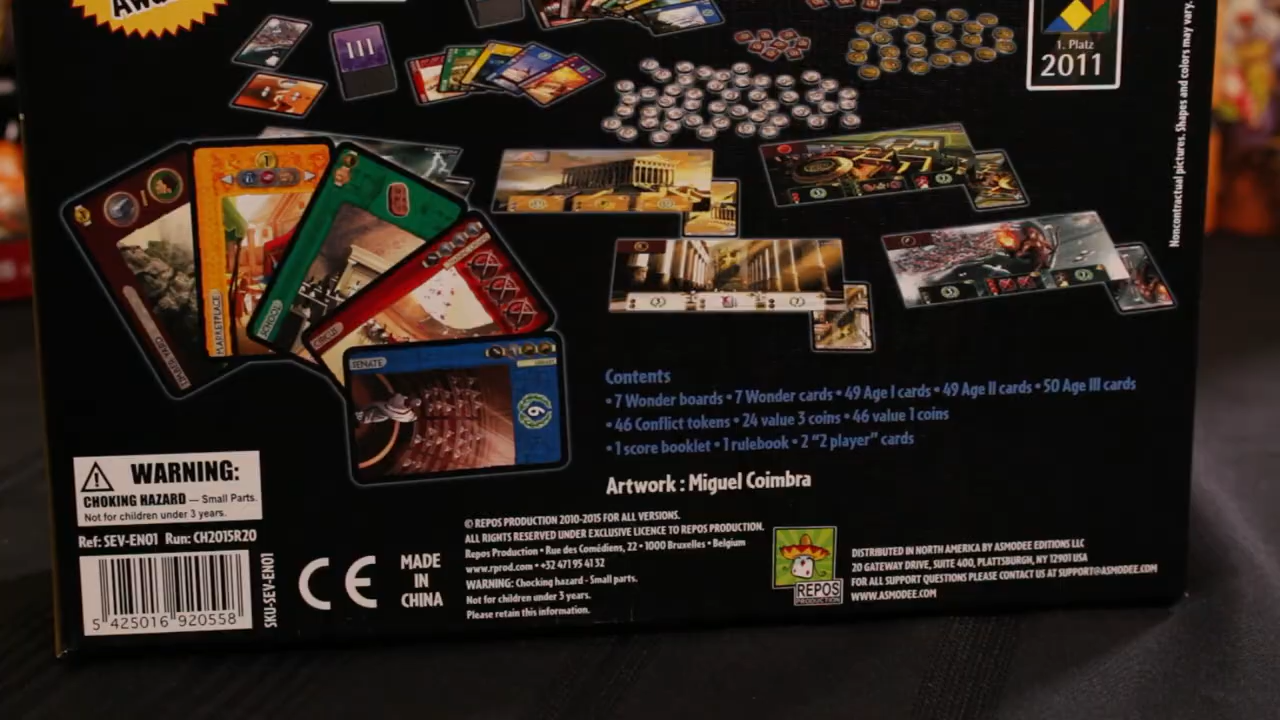 AWA
III
1. Platz
2011
Noncontractual pictures. Shapes and colors may vary.
MARKETPLACE
SCHOOL
CIRCUS
SENATE
LIBRARY
Contents
• 7 Wonder boards • 7 Wonder cards • 49 Age I cards • 49 Age II cards • 50 Age III cards
• 46 Conflict tokens • 24 value 3 coins • 46 value 1 coins
• 1 score booklet • 1 rulebook • 2 "2 player" cards
Artwork : Miguel Coimbra
WARNING:
CHOKING HAZARD — Small Parts.
Not for children under 3 years.
Ref: SEV-EN01 Run: CH2015R20
5 425016 920558
SKU-SEV-EN01
CE
MADE
IN
CHINA
© REPOS PRODUCTION 2010-2015 FOR ALL VERSIONS.
ALL RIGHTS RESERVED UNDER EXCLUSIVE LICENCE TO REPOS PRODUCTION.
Repos Production • Rue des Comédiens, 22 • 1000 Bruxelles • Belgium
www.rprod.com • +32 471 95 41 32
WARNING: Chocking hazard - Small parts.
Not for children under 3 years.
Please retain this information.
REPOS
PRODUCTION
DISTRIBUTED IN NORTH AMERICA BY ASMODEE EDITIONS LLC
20 GATEWAY DRIVE, SUITE 400, PLATTSBURGH, NY 12901 USA
FOR ALL SUPPORT QUESTIONS PLEASE CONTACT US AT SUPPORT@ASMODEE.COM
WWW.ASMODEE.COM